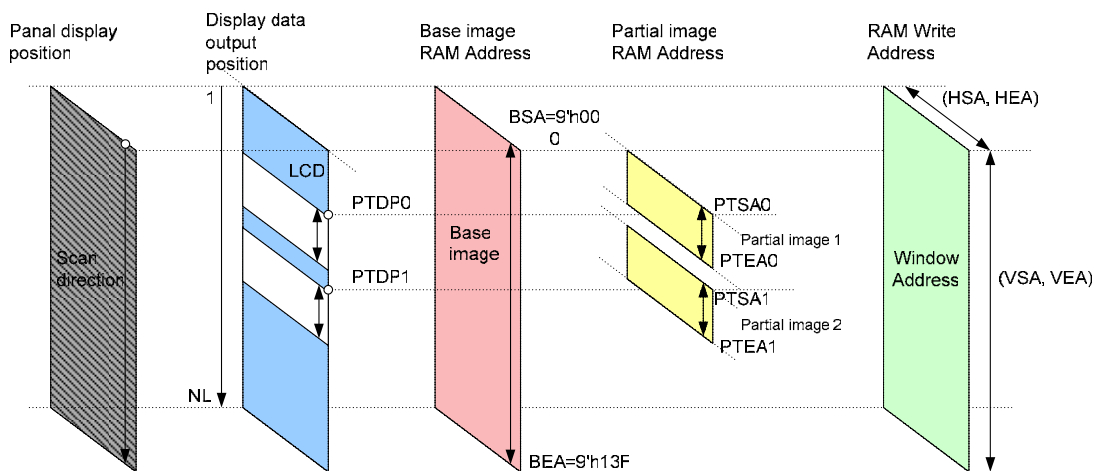 Panal display
position
Display data
output
position
Base image
RAM Address
Partial image
RAM Address
RAM Write
Address
1
(HSA, HEA)
BSA=9'h00
0
LCD
PTDP0
PTSA0
Partial image 1
PTEA0
Scan
direction
Base
image
Window
Address
PTDP1
PTSA1
(VSA, VEA)
Partial image 2
PTEA1
NL
BEA=9'h13F